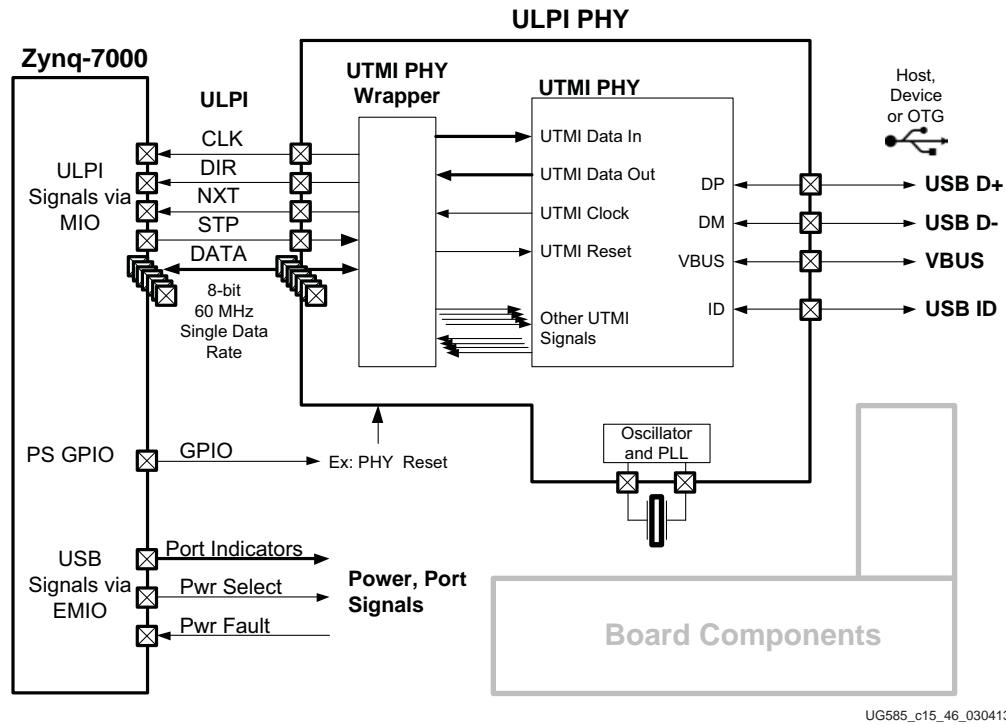 ULPI PHY
Zynq-7000
UTMI PHY
Wrapper
UTMI PHY
Host,
Device
or OTG
ULPI
CLK
DIR
NXT
STP
DATA
8-bit
60 MHz
Single Data
Rate
ULPI
Signals via
MIO
UTMI Data In
UTMI Data Out
UTMI Clock
UTMI Reset
Other UTMI
Signals
DP
DM
VBUS
ID
USB D+
USB D-
VBUS
USB ID
PS GPIO
GPIO
Ex: PHY Reset
Oscillator
and PLL
USB
Signals via
EMIO
Port Indicators
Pwr Select
Pwr Fault
Power, Port
Signals
Board Components
UG585_c15_46_030413